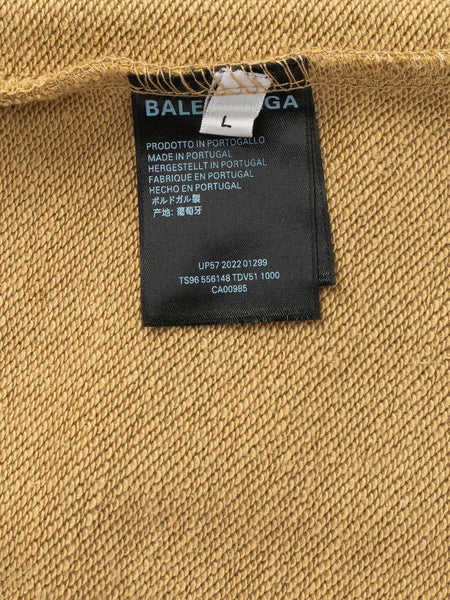 BALE GA
L
PRODOTTO IN PORTOGALLO
MADE IN PORTUGAL
HERGESTELLT IN PORTUGAL
FABRIQUE EN PORTUGAL
HECHO EN PORTUGAL
ポルドガル製
产地: 葡萄牙
UP57 2022 01299
TS96 556148 TDV51 1000
CA00985